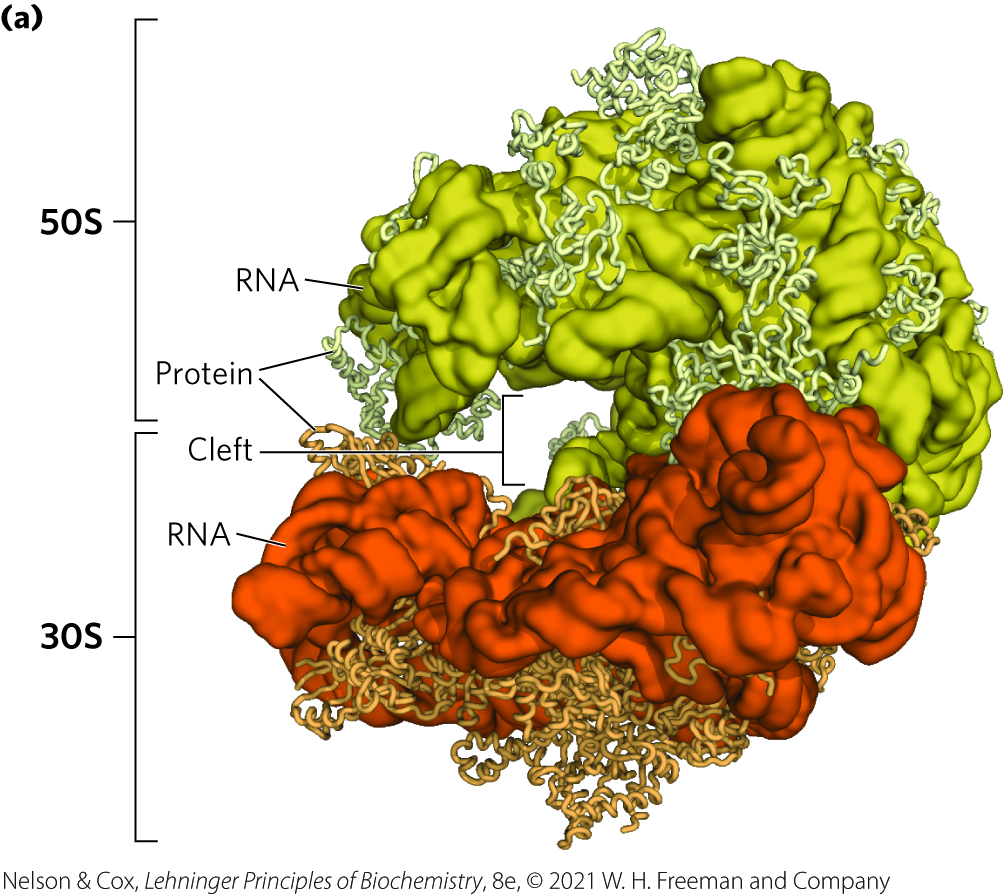 (a)
50S
RNA
Protein
Cleft
RNA
30S
Nelson & Cox, Lehninger Principles of Biochemistry, 8e, © 2021 W. H. Freeman and Company